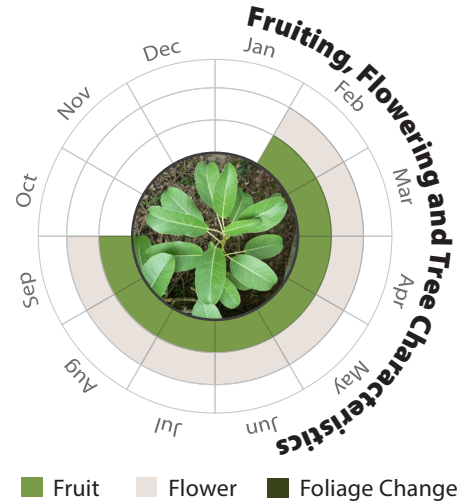 Fruiting, Flowering and Tree Characteristics
Jan
Feb
Mar
Apr
May
Jun
Jul
Aug
Sep
Oct
Nov
Dec
Fruit
Flower
Foliage Change